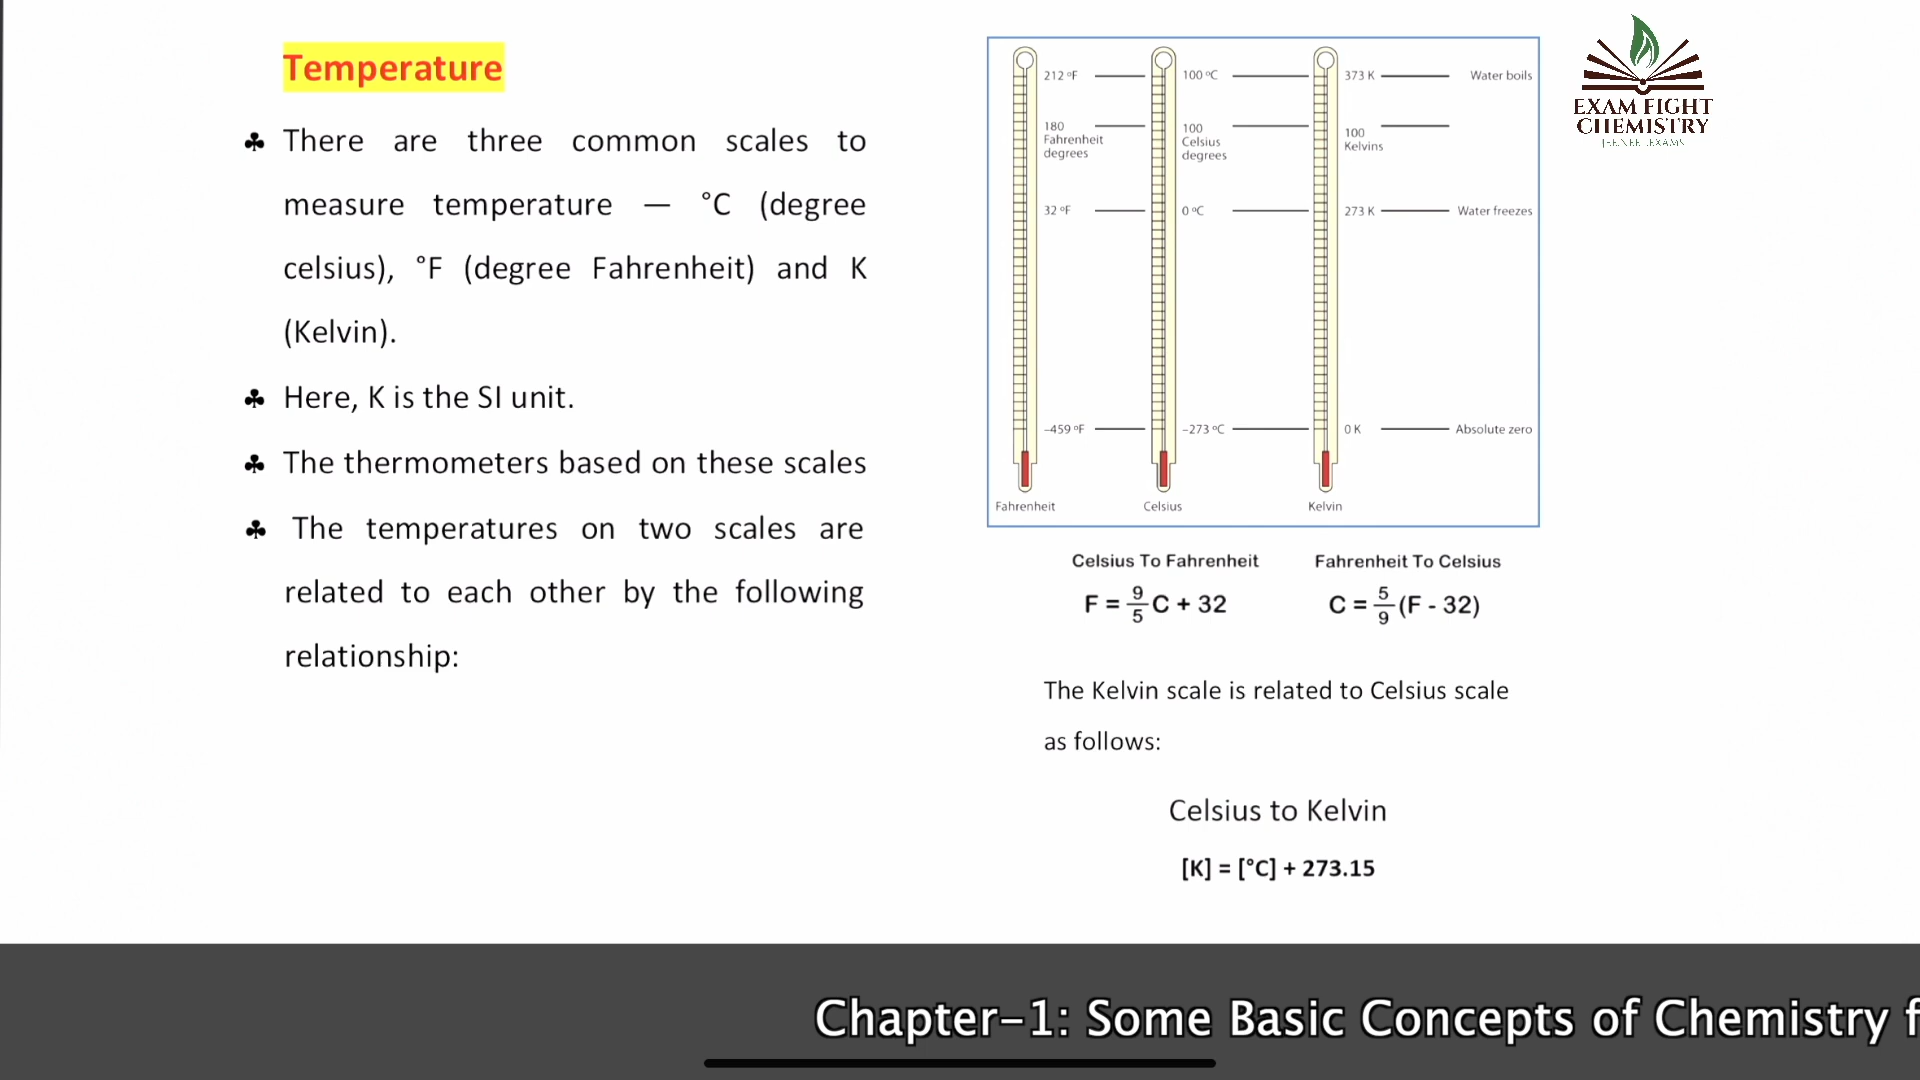 Temperature
♣ There are three common scales to
measure temperature — °C (degree
celsius), °F (degree Fahrenheit) and K
(Kelvin).
♣ Here, K is the SI unit.
♣ The thermometers based on these scales
♣ The temperatures on two scales are
related to each other by the following
relationship:
212 °F 100 °C 373 K Water boils
180 Fahrenheit degrees
100 Celsius degrees
100 Kelvins
32 °F 0 °C 273 K Water freezes
–459 °F –273 °C 0 K Absolute zero
Fahrenheit Celsius Kelvin
Celsius To Fahrenheit Fahrenheit To Celsius
F = 9/5 C + 32 C = 5/9 (F - 32)
The Kelvin scale is related to Celsius scale
as follows:
Celsius to Kelvin
[K] = [°C] + 273.15
EXAM FIGHT
CHEMISTRY
Chapter–1: Some Basic Concepts of Chemistry f